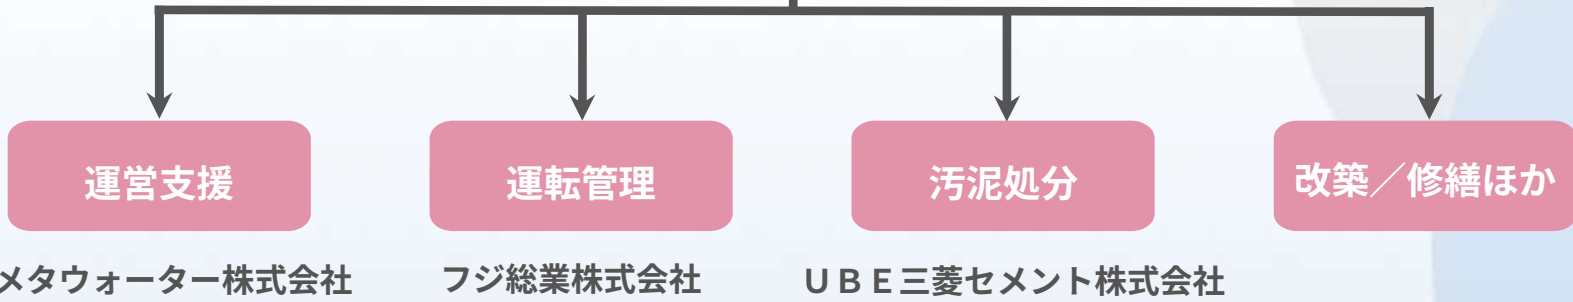 運営支援
運転管理
汚泥処分
改築／修繕ほか
メタウォーター株式会社
フジ総業株式会社
ＵＢＥ三菱セメント株式会社